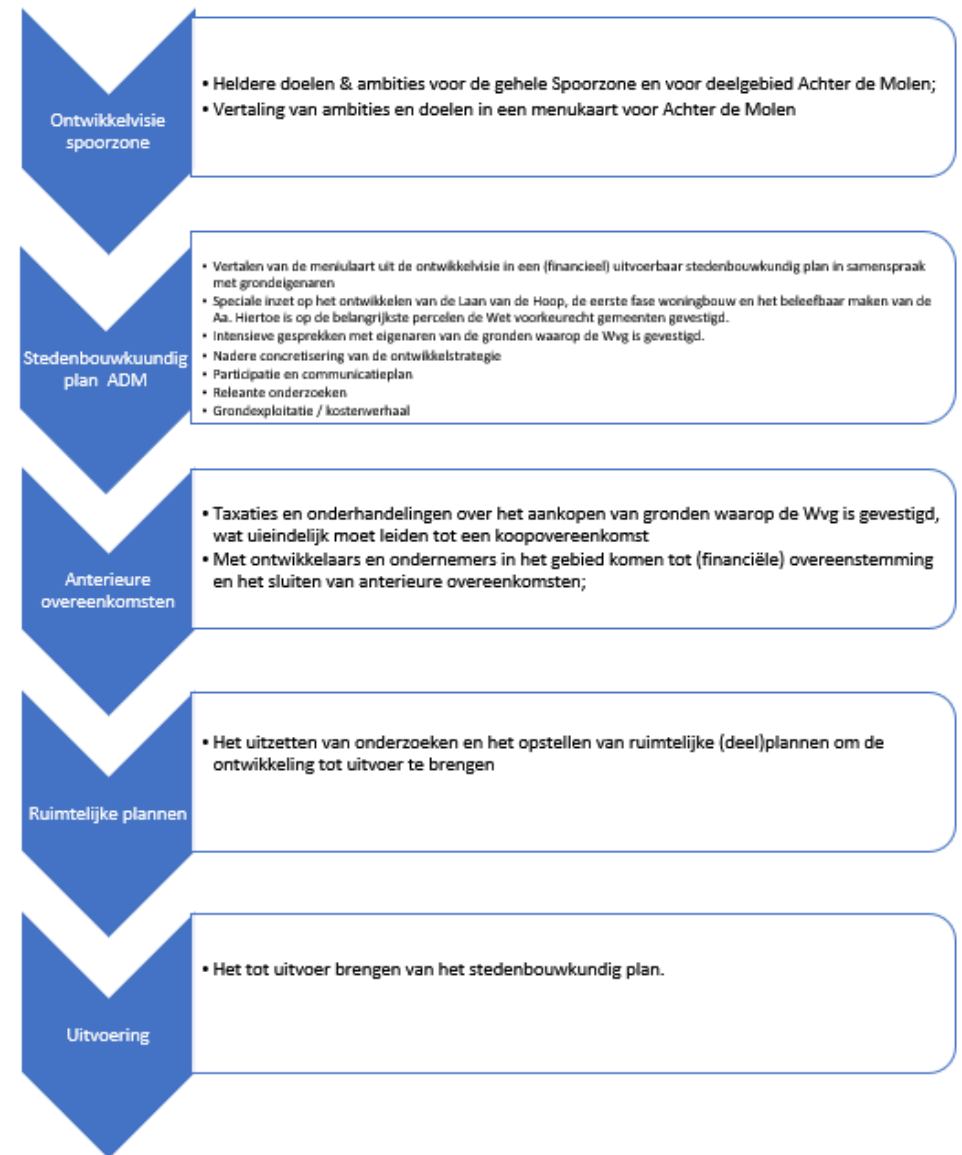 Ontwikkelvisie
spoorzone
• Heldere doelen & ambities voor de gehele Spoorzone en voor deelgebied Achter de Molen;
• Vertaling van ambities en doelen in een menukaart voor Achter de Molen
Stedenbouwkuundig
plan ADM
• Vertalen van de meniulaart uit de ontwikkelvisie in een (financieel) uitvoerbaar stedenbouwkundig plan in samenspraak
met grondeigenaren
• Speciale inzet op het ontwikkelen van de Laan van de Hoop, de eerste fase woningbouw en het beleefbaar maken van de
Aa. Hiertoe is op de belangrijkste percelen de Wet voorkeurecht gemeenten gevestigd.
• Intensieve gesprekken met eigenaren van de gronden waarop de Wvg is gevestigd.
• Nadere concretisering van de ontwikkelstrategie
• Participatie en communicatieplan
• Releante onderzoeken
• Grondexploitatie / kostenverhaal
Anterieure
overeenkomsten
• Taxaties en onderhandelingen over het aankopen van gronden waarop de Wvg is gevestigd,
wat uieindelijk moet leiden tot een koopovereenkomst
• Met ontwikkelaars en ondernemers in het gebied komen tot (financiële) overeenstemming
en het sluiten van anterieure overeenkomsten;
Ruimtelijke plannen
• Het uitzetten van onderzoeken en het opstellen van ruimtelijke (deel)plannen om de
ontwikkeling tot uitvoer te brengen
Uitvoering
• Het tot uitvoer brengen van het stedenbouwkundig plan.